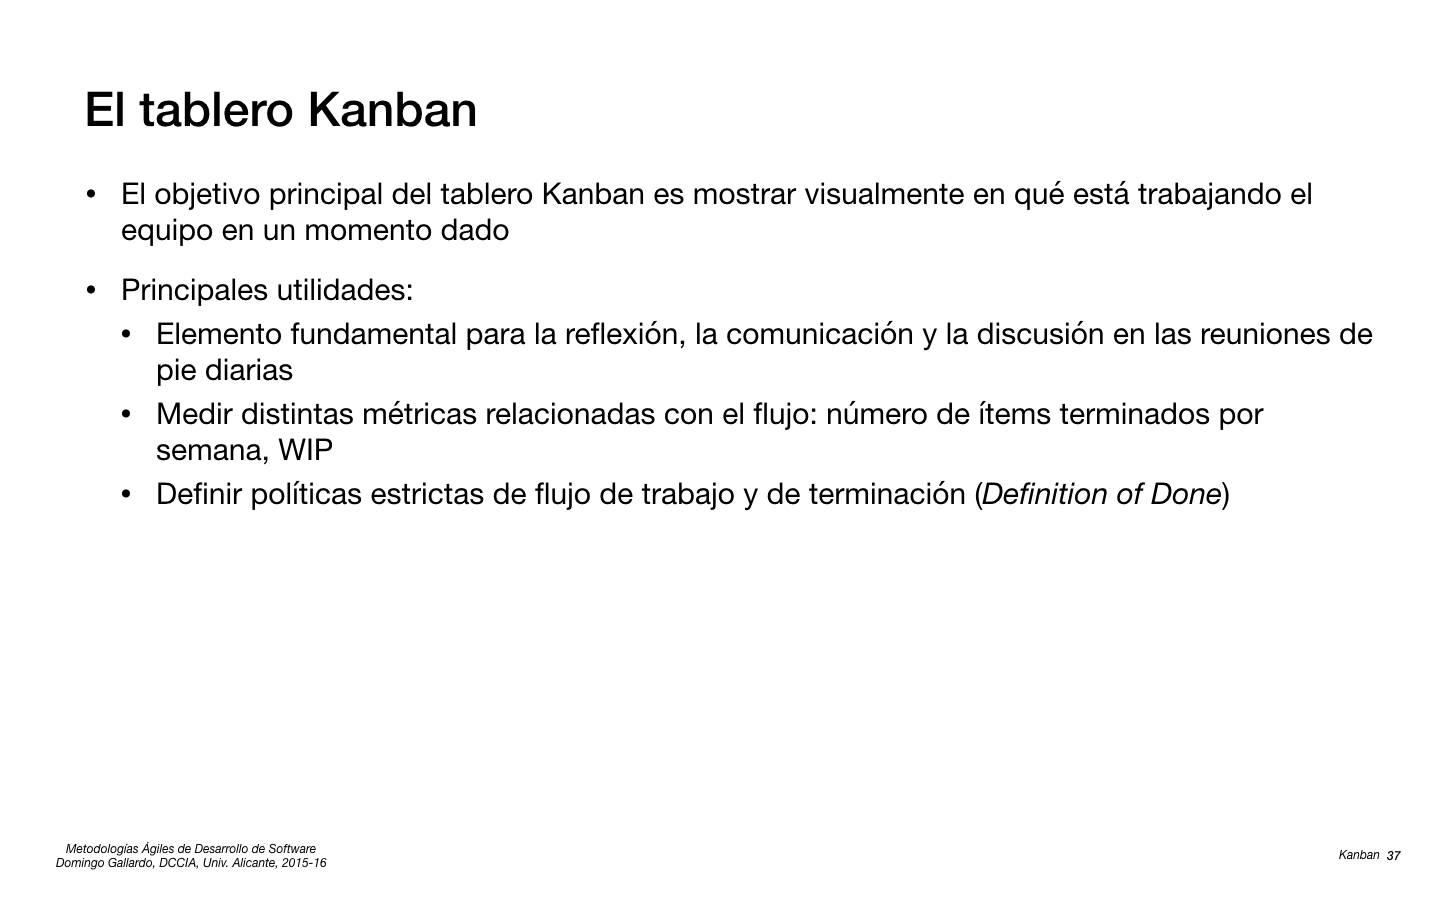 El tablero Kanban
• El objetivo principal del tablero Kanban es mostrar visualmente en qué está trabajando el
equipo en un momento dado
• Principales utilidades:
• Elemento fundamental para la reflexión, la comunicación y la discusión en las reuniones de
pie diarias
• Medir distintas métricas relacionadas con el flujo: número de ítems terminados por
semana, WIP
• Definir políticas estrictas de flujo de trabajo y de terminación (Definition of Done)
Metodologías Ágiles de Desarrollo de Software
Domingo Gallardo, DCCIA, Univ. Alicante, 2015-16
Kanban 37